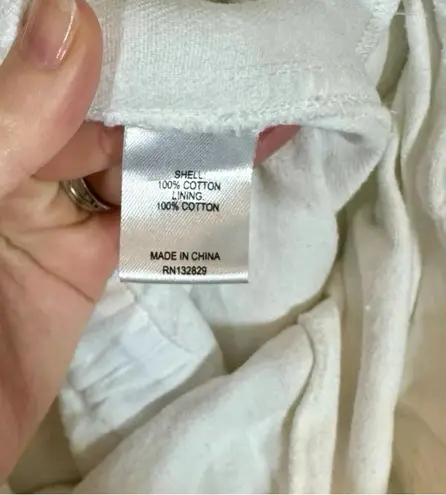 SHELL:
100% COTTON
LINING:
100% COTTON
MADE IN CHINA
RN132829